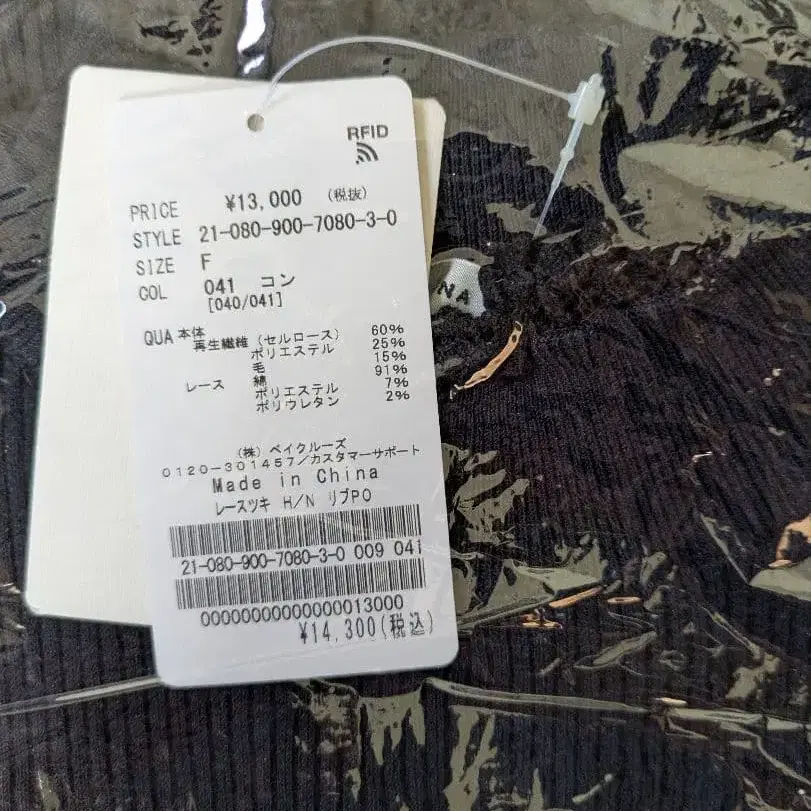 RFID
PRICE ¥13,000 (税抜)
STYLE 21-080-900-7080-3-0
SIZE F
COL 041 コン
[040/041]
QUA 本体
再生繊維 (セルロース) 60%
ポリエステル 25%
毛 15%
レース 綿 91%
ポリエステル 7%
ポリウレタン 2%
(株) ベイクルーズ
0120-301457/カスタマーサポート
Made in China
レースツキ H/N リブPO
21-080-900-7080-3-0 009 041
00000000000000013000
¥14,300(税込)
NA